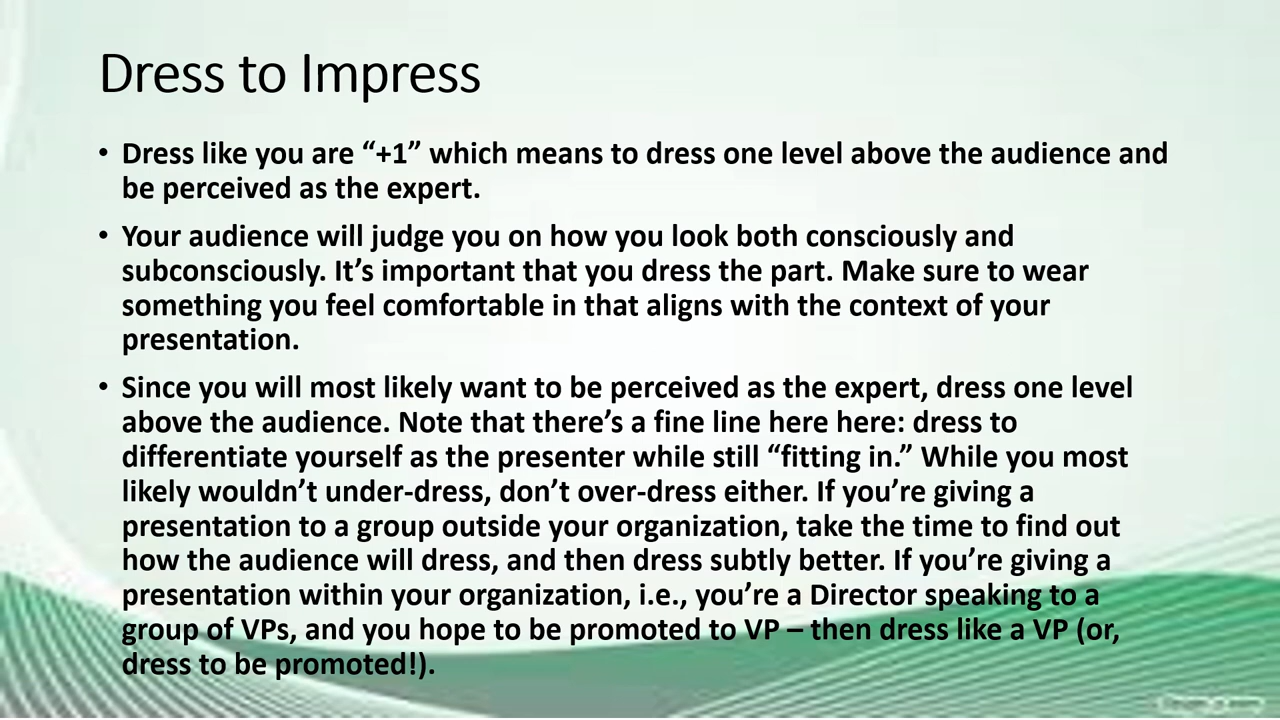 Dress to Impress
• Dress like you are “+1” which means to dress one level above the audience and
be perceived as the expert.
• Your audience will judge you on how you look both consciously and
subconsciously. It’s important that you dress the part. Make sure to wear
something you feel comfortable in that aligns with the context of your
presentation.
• Since you will most likely want to be perceived as the expert, dress one level
above the audience. Note that there’s a fine line here here: dress to
differentiate yourself as the presenter while still “fitting in.” While you most
likely wouldn’t under-dress, don’t over-dress either. If you’re giving a
presentation to a group outside your organization, take the time to find out
how the audience will dress, and then dress subtly better. If you’re giving a
presentation within your organization, i.e., you’re a Director speaking to a
group of VPs, and you hope to be promoted to VP – then dress like a VP (or,
dress to be promoted!).